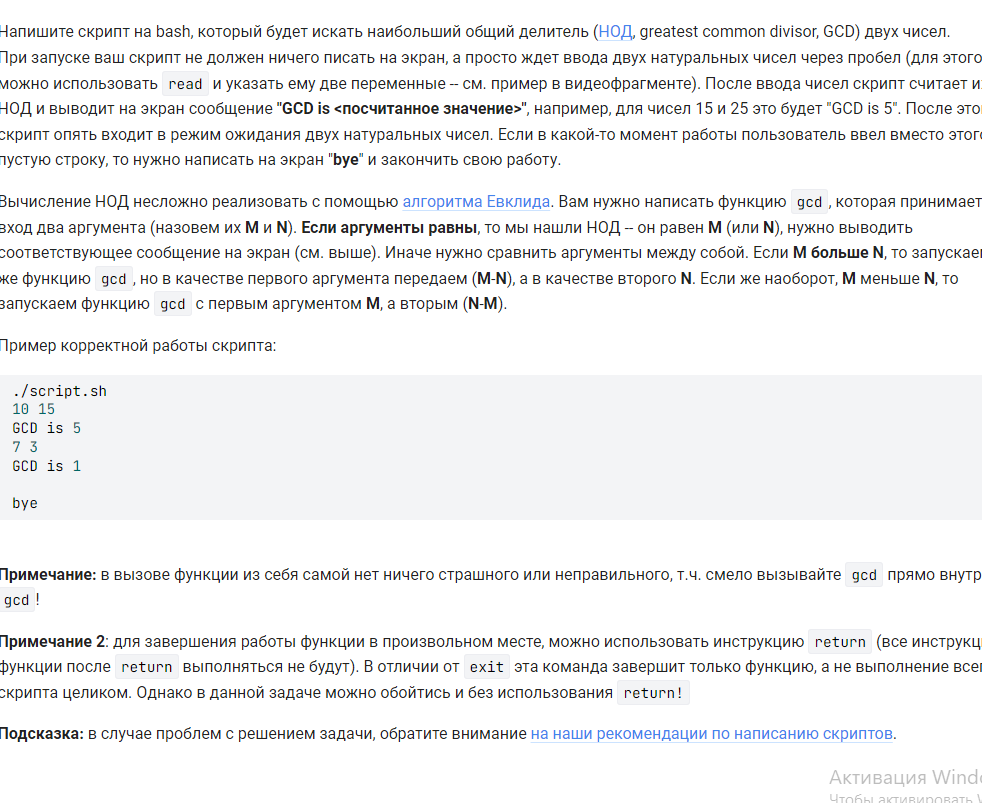 Напишите скрипт на bash, который будет искать наибольший общий делитель (НОД, greatest common divisor, GCD) двух чисел.
При запуске ваш скрипт не должен ничего писать на экран, а просто ждет ввода двух натуральных чисел через пробел (для этого
можно использовать read и указать ему две переменные -- см. пример в видеофрагменте). После ввода чисел скрипт считает и
НОД и выводит на экран сообщение "GCD is <посчитанное значение>", например, для чисел 15 и 25 это будет "GCD is 5". После это
скрипт опять входит в режим ожидания двух натуральных чисел. Если в какой-то момент работы пользователь ввел вместо этого
пустую строку, то нужно написать на экран "bye" и закончить свою работу.
Вычисление НОД несложно реализовать с помощью алгоритма Евклида. Вам нужно написать функцию gcd, которая принимает
вход два аргумента (назовем их M и N). Если аргументы равны, то мы нашли НОД -- он равен M (или N), нужно выводить
соответствующее сообщение на экран (см. выше). Иначе нужно сравнить аргументы между собой. Если M больше N, то запускае
же функцию gcd, но в качестве первого аргумента передаем (M-N), а в качестве второго N. Если же наоборот, M меньше N, то
запускаем функцию gcd с первым аргументом M, а вторым (N-M).
Пример корректной работы скрипта:
./script.sh
10 15
GCD is 5
7 3
GCD is 1
bye
Примечание: в вызове функции из себя самой нет ничего страшного или неправильного, т.ч. смело вызывайте gcd прямо внутр
gcd!
Примечание 2: для завершения работы функции в произвольном месте, можно использовать инструкцию return (все инструкц
функции после return выполняться не будут). В отличии от exit эта команда завершит только функцию, а не выполнение все
скрипта целиком. Однако в данной задаче можно обойтись и без использования return!
Подсказка: в случае проблем с решением задачи, обратите внимание на наши рекомендации по написанию скриптов.
Активация Windo
Чтобы активировать